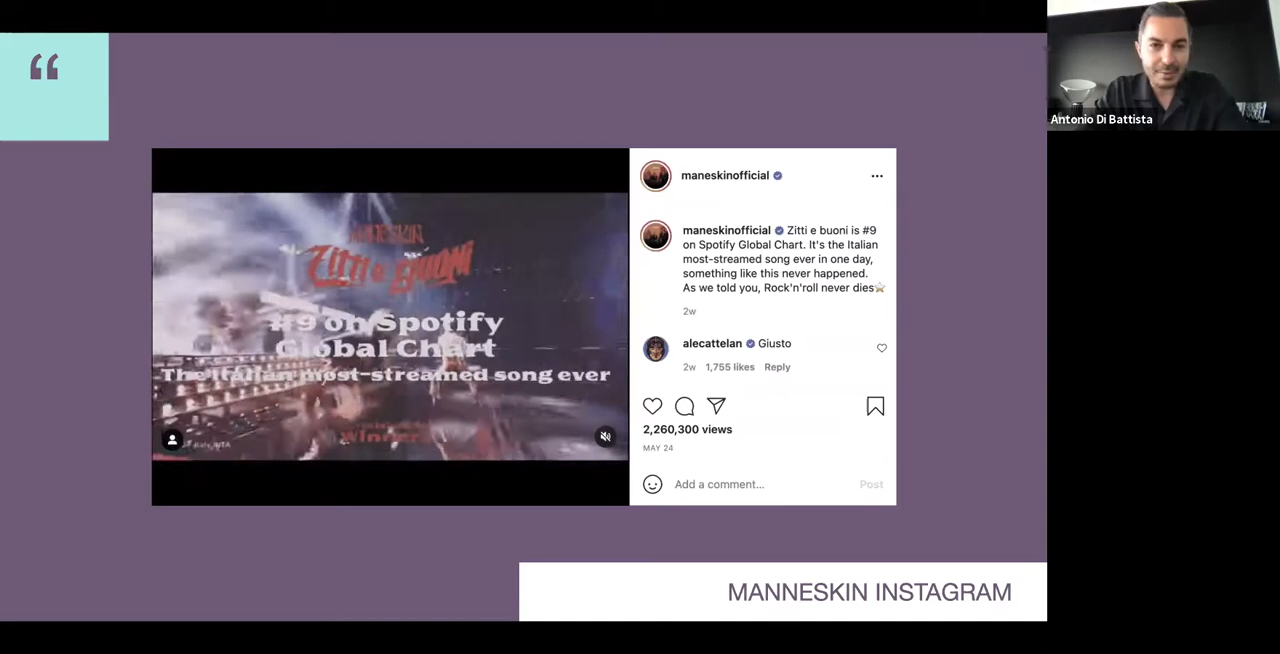 “
MANESKIN
Zitti e buoni
#9 on Spotify
Global Chart
The Italian most-streamed song ever
maneskinofficial
maneskinofficial Zitti e buoni is #9
on Spotify Global Chart. It's the Italian
most-streamed song ever in one day,
something like this never happened.
As we told you, Rock'n'roll never dies⭐
2w
alecattelan Giusto
2w 1,755 likes Reply
2,260,300 views
MAY 24
Add a comment... Post
MANNESKIN INSTAGRAM
Antonio Di Battista